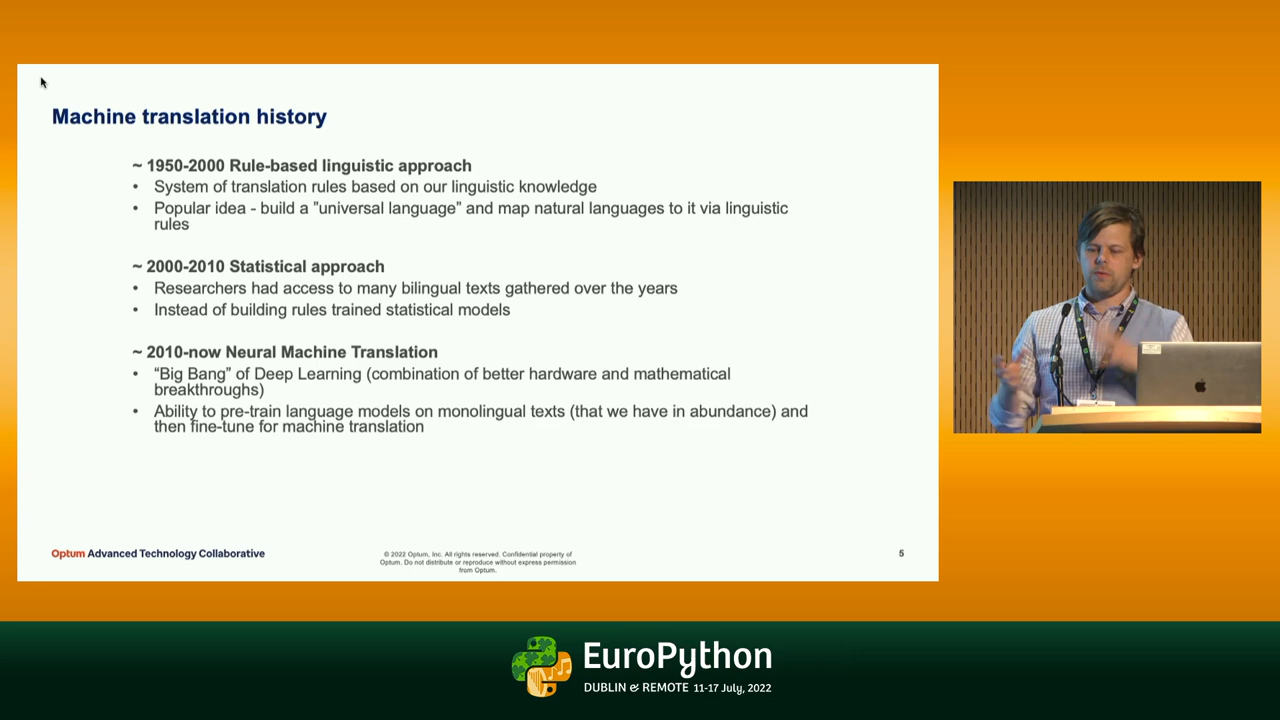 Machine translation history
~ 1950-2000 Rule-based linguistic approach
• System of translation rules based on our linguistic knowledge
• Popular idea - build a "universal language" and map natural languages to it via linguistic
rules
~ 2000-2010 Statistical approach
• Researchers had access to many bilingual texts gathered over the years
• Instead of building rules trained statistical models
~ 2010-now Neural Machine Translation
• “Big Bang” of Deep Learning (combination of better hardware and mathematical
breakthroughs)
• Ability to pre-train language models on monolingual texts (that we have in abundance) and
then fine-tune for machine translation
Optum Advanced Technology Collaborative
© 2022 Optum, Inc. All rights reserved. Confidential property of
Optum. Do not distribute or reproduce without express permission
from Optum.
5
EuroPython
DUBLIN & REMOTE 11-17 July, 2022